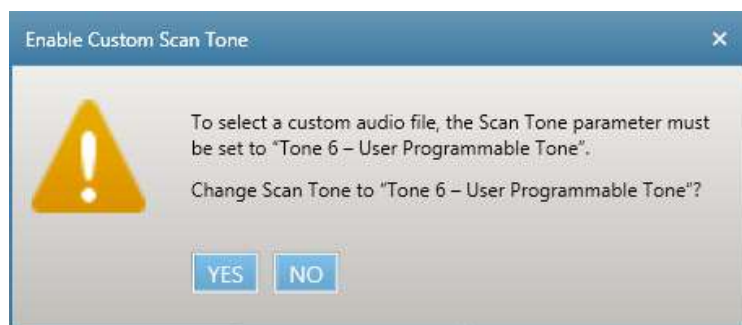 Enable Custom Scan Tone
To select a custom audio file, the Scan Tone parameter must
be set to “Tone 6 – User Programmable Tone”.
Change Scan Tone to “Tone 6 – User Programmable Tone”?
YES NO